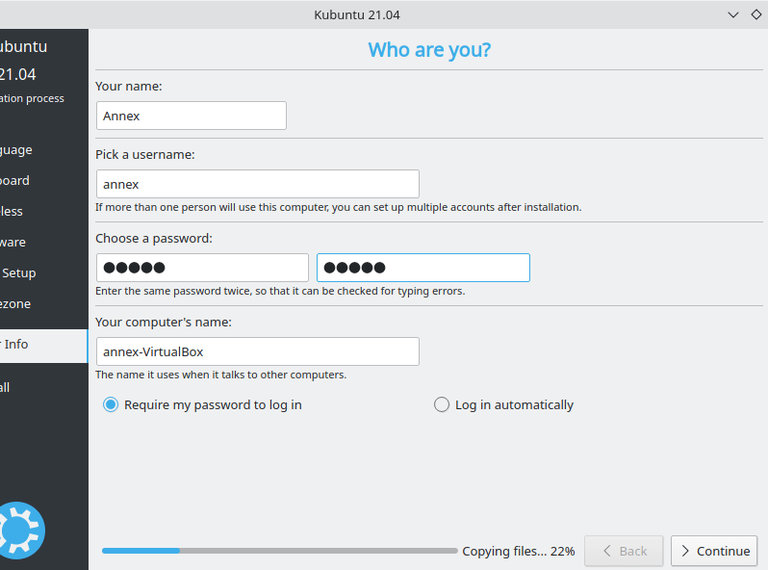 Kubuntu 21.04
ubuntu
21.04
ation process
guage
board
less
ware
Setup
ezone
r Info
all
Who are you?
Your name:
Annex
Pick a username:
annex
If more than one person will use this computer, you can set up multiple accounts after installation.
Choose a password:
●●●●● ●●●●●
Enter the same password twice, so that it can be checked for typing errors.
Your computer's name:
annex-VirtualBox
The name it uses when it talks to other computers.
Require my password to log in Log in automatically
Copying files... 22% Back Continue